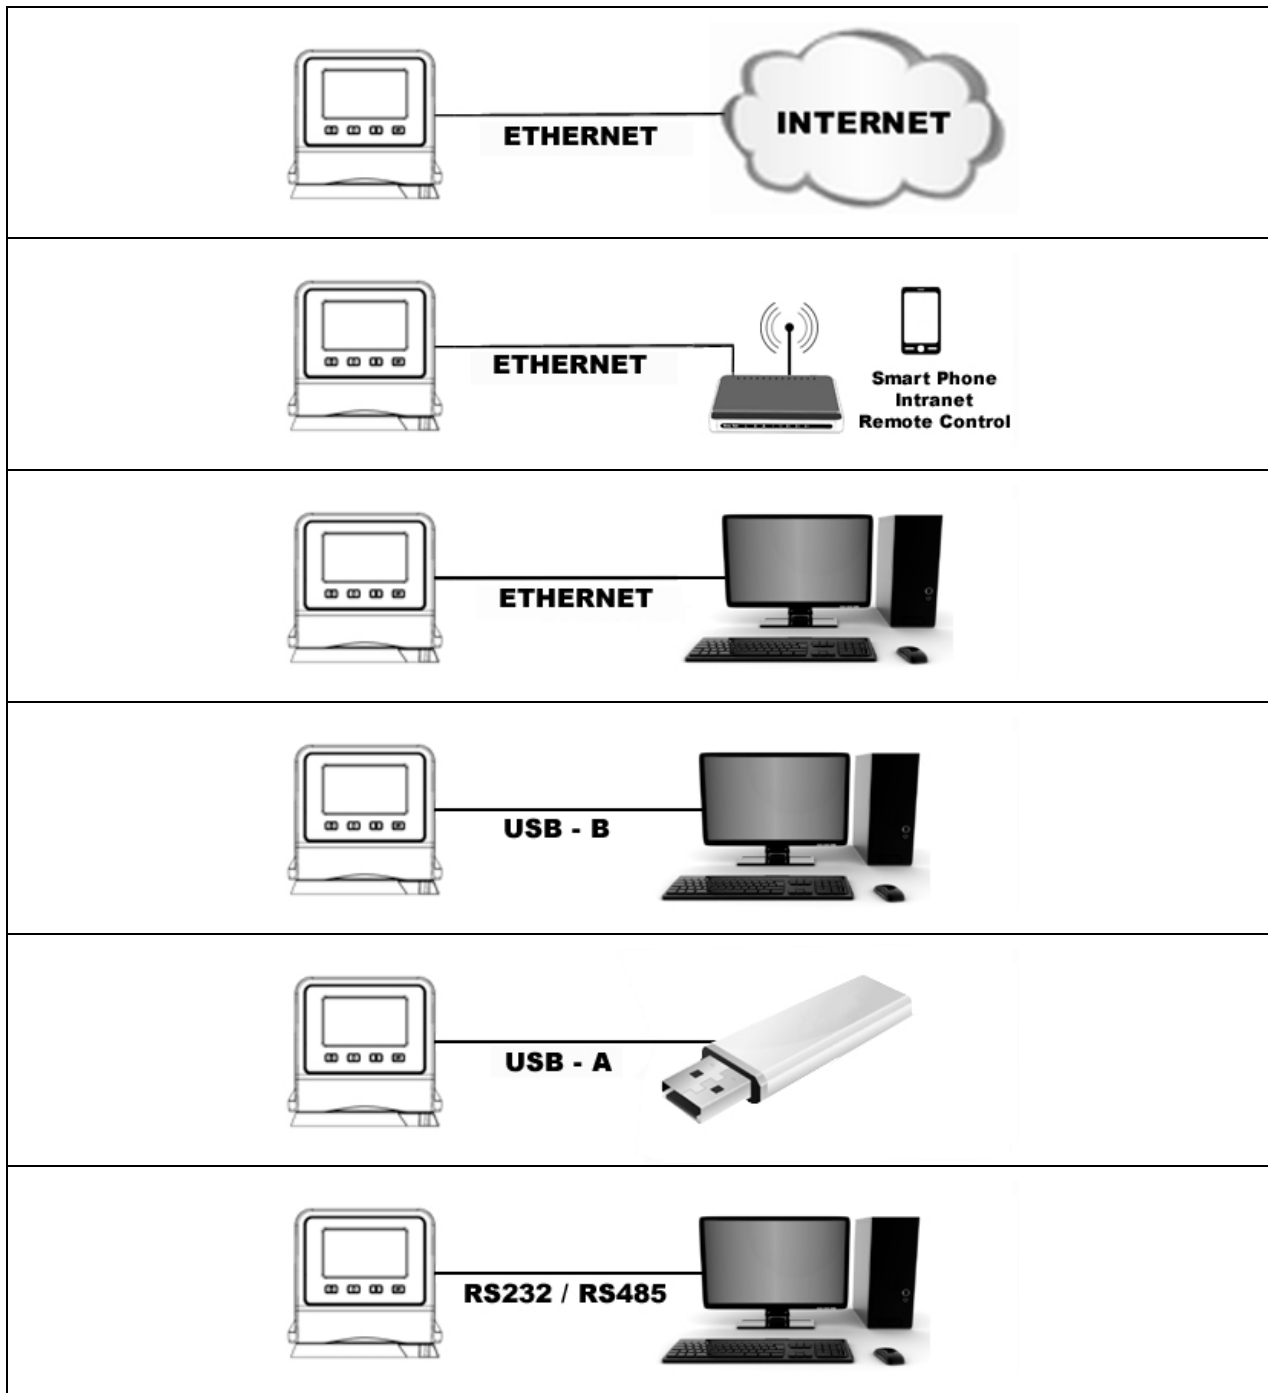 ETHERNET
INTERNET
ETHERNET
Smart Phone
Intranet
Remote Control
ETHERNET
USB - B
USB - A
RS232 / RS485